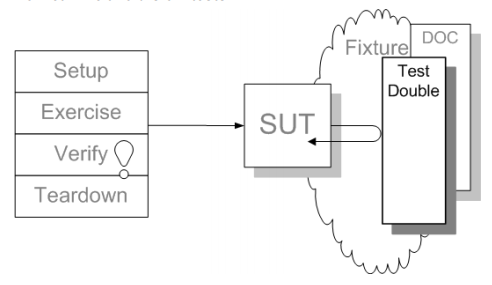 Setup
Exercise
Verify
Teardown
SUT
Fixture
DOC
Test
Double